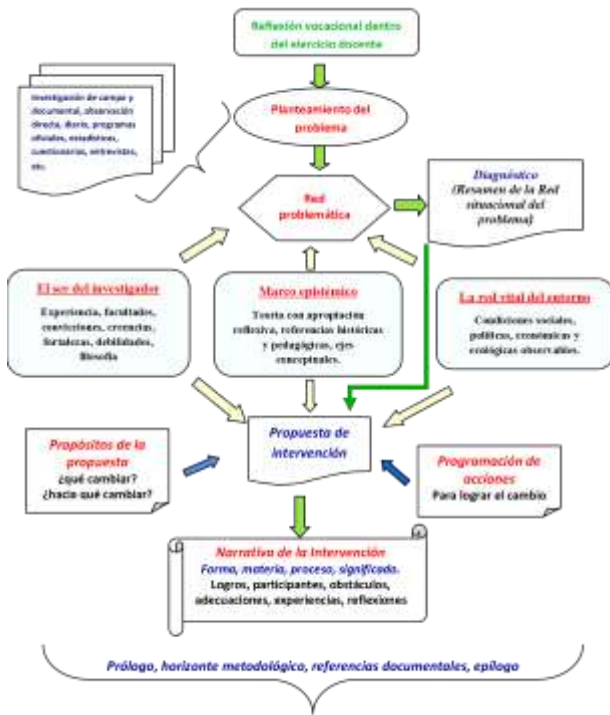 Reflexión vocacional dentro
del ejercicio docente
Investigación de campo y
documental, observación
directa, diario, programas
oficiales, estadísticas,
cuestionarios, entrevistas,
etc.
Planteamiento del
problema
Red
problemática
Diagnóstico
(Resumen de la Red
situacional del
problema)
El ser del investigador
Experiencia, facultades,
convicciones, creencias,
fortalezas, debilidades,
filosofía
Marco epistémico
Teoría con apropiación
reflexiva, referencias históricas
y pedagógicas, ejes
conceptuales.
La red vital del entorno
Condiciones sociales,
políticas, económicas y
ecológicas observables.
Propósitos de la
propuesta
¿qué cambiar?
¿hacia qué cambiar?
Propuesta de
intervención
Programación de
acciones
Para lograr el cambio
Narrativa de la Intervención
Forma, materia, proceso, significado.
Logros, participantes, obstáculos,
adecuaciones, experiencias, reflexiones
Prólogo, horizonte metodológico, referencias documentales, epílogo